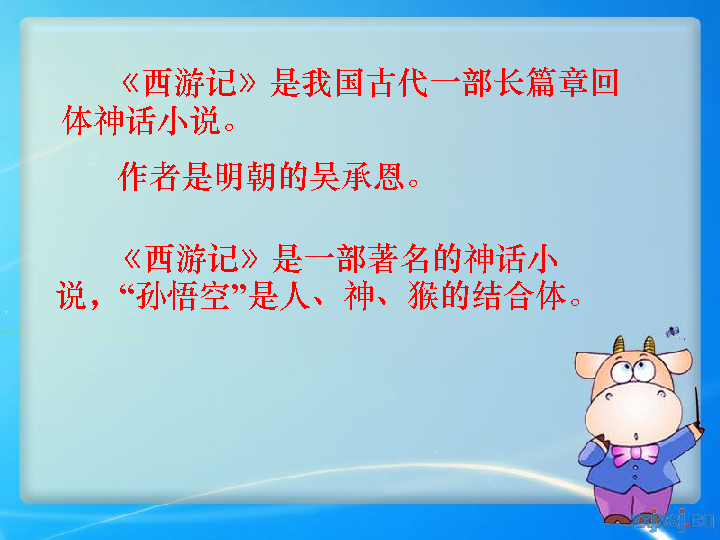 《西游记》是我国古代一部长篇章回
体神话小说。
作者是明朝的吴承恩。
《西游记》是一部著名的神话小
说，“孙悟空”是人、神、猴的结合体。